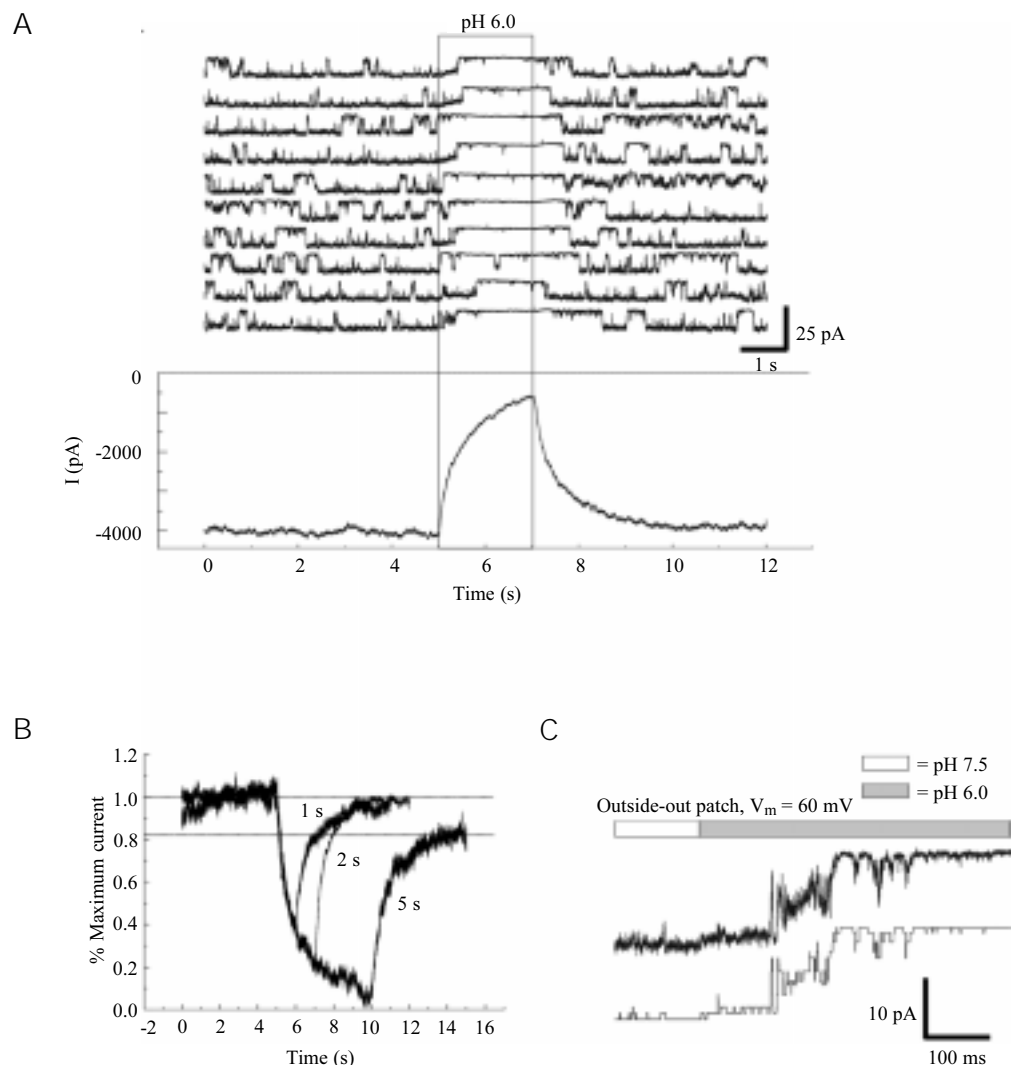 A
pH 6.0
25 pA
1 s
0
-2000
-4000
I (pA)
0 2 4 6 8 10 12
Time (s)
B
1.2
1.0
0.8
0.6
0.4
0.2
0.0
% Maximum current
1 s
2 s
5 s
-2 0 2 4 6 8 10 12 14 16
Time (s)
C
= pH 7.5
= pH 6.0
Outside-out patch, Vm = 60 mV
10 pA
100 ms